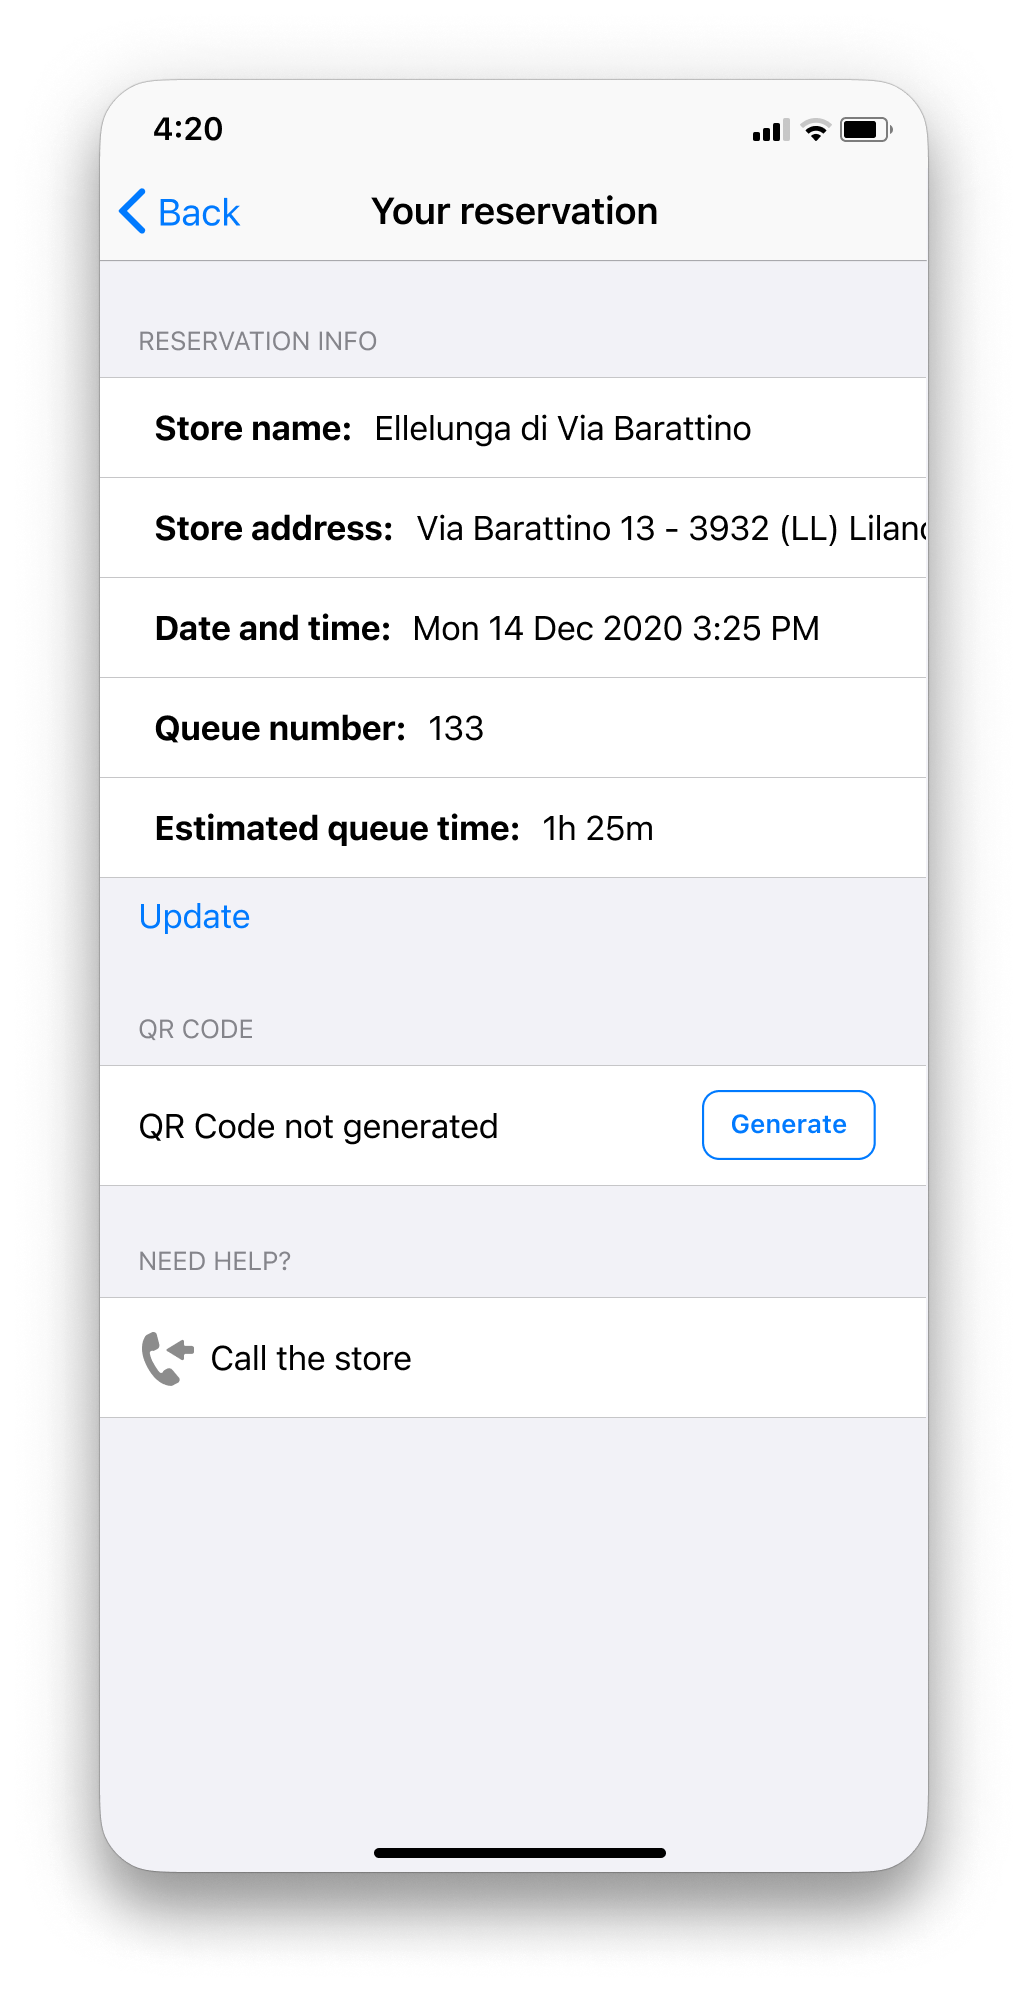 4:20
Back
Your reservation
RESERVATION INFO
Store name: Ellelunga di Via Barattino
Store address: Via Barattino 13 - 3932 (LL)
Date and time: Mon 14 Dec 2020 3:25 PM
Queue number: 133
Estimated queue time: 1h 25m
Update
QR CODE
QR Code not generated
Generate
NEED HELP?
Call the store